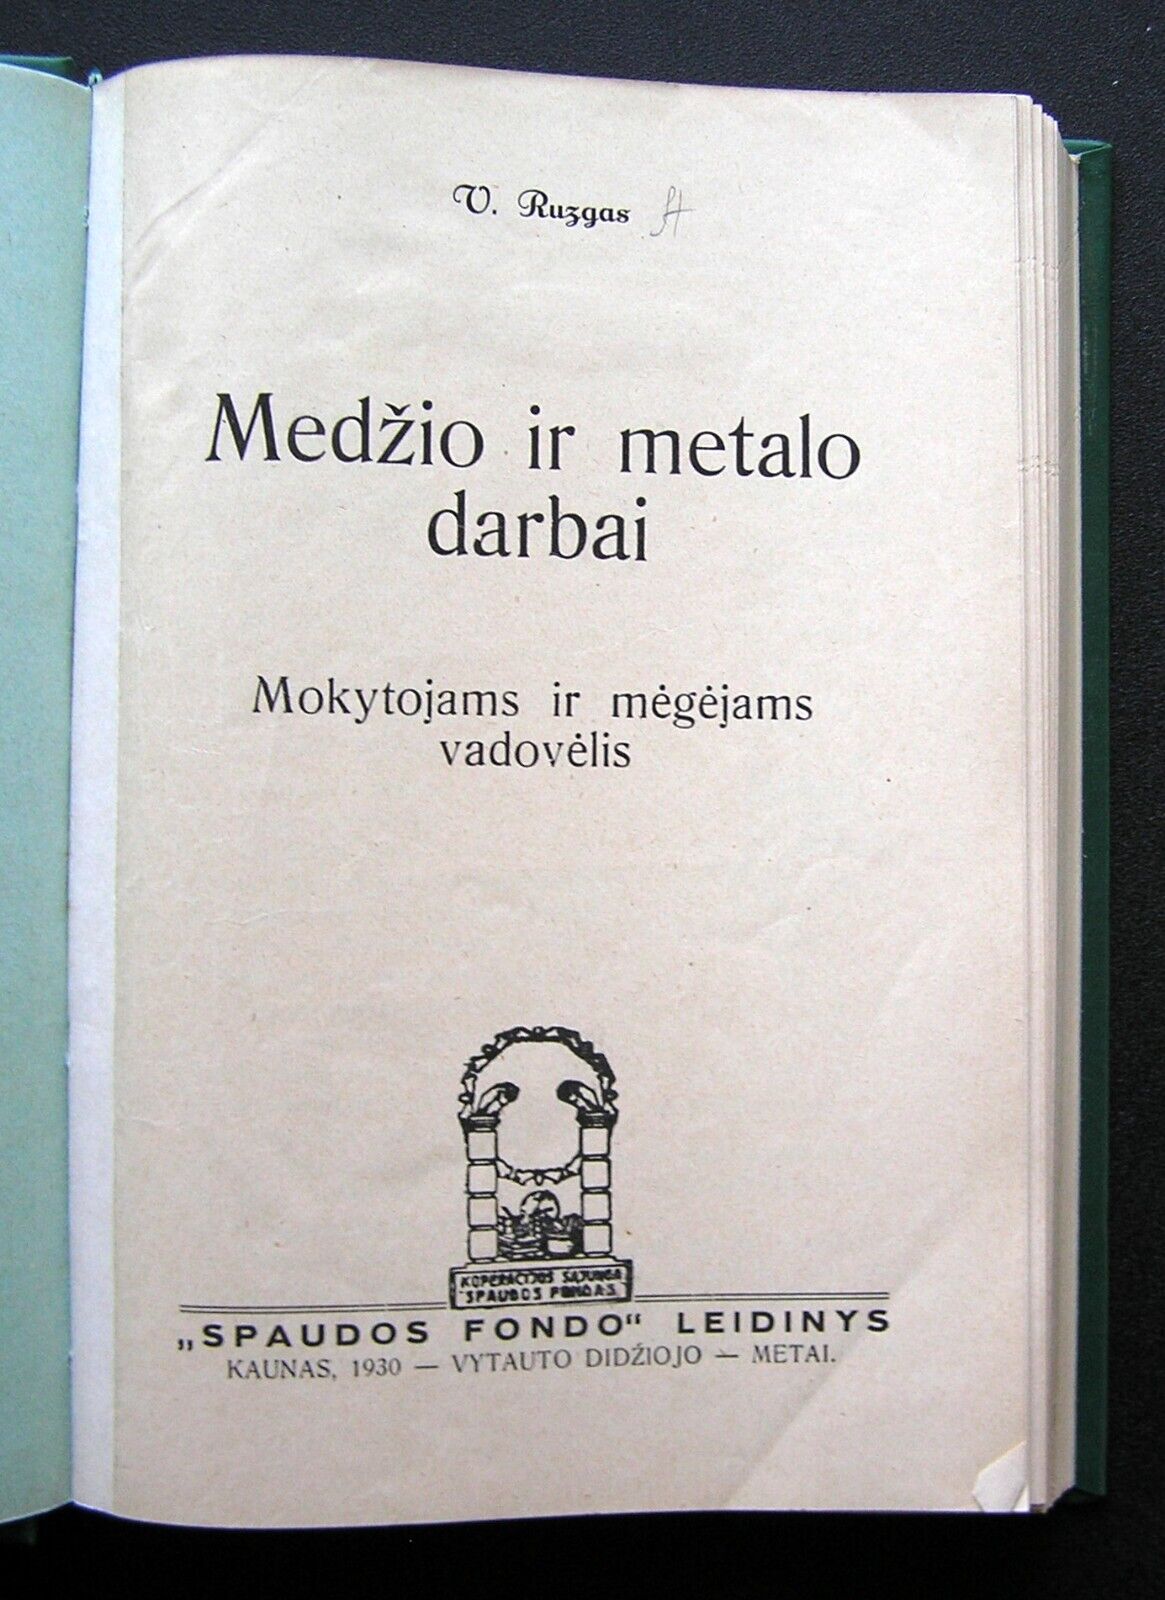 V. Ruzgas
Medžio ir metalo
darbai
Mokytojams ir mėgėjams
vadovėlis
KOPERACIJOS SĄJUNGA
SPAUDOS FONDAS
„SPAUDOS FONDO“ LEIDINYS
KAUNAS, 1930 — VYTAUTO DIDŽIOJO — METAI.